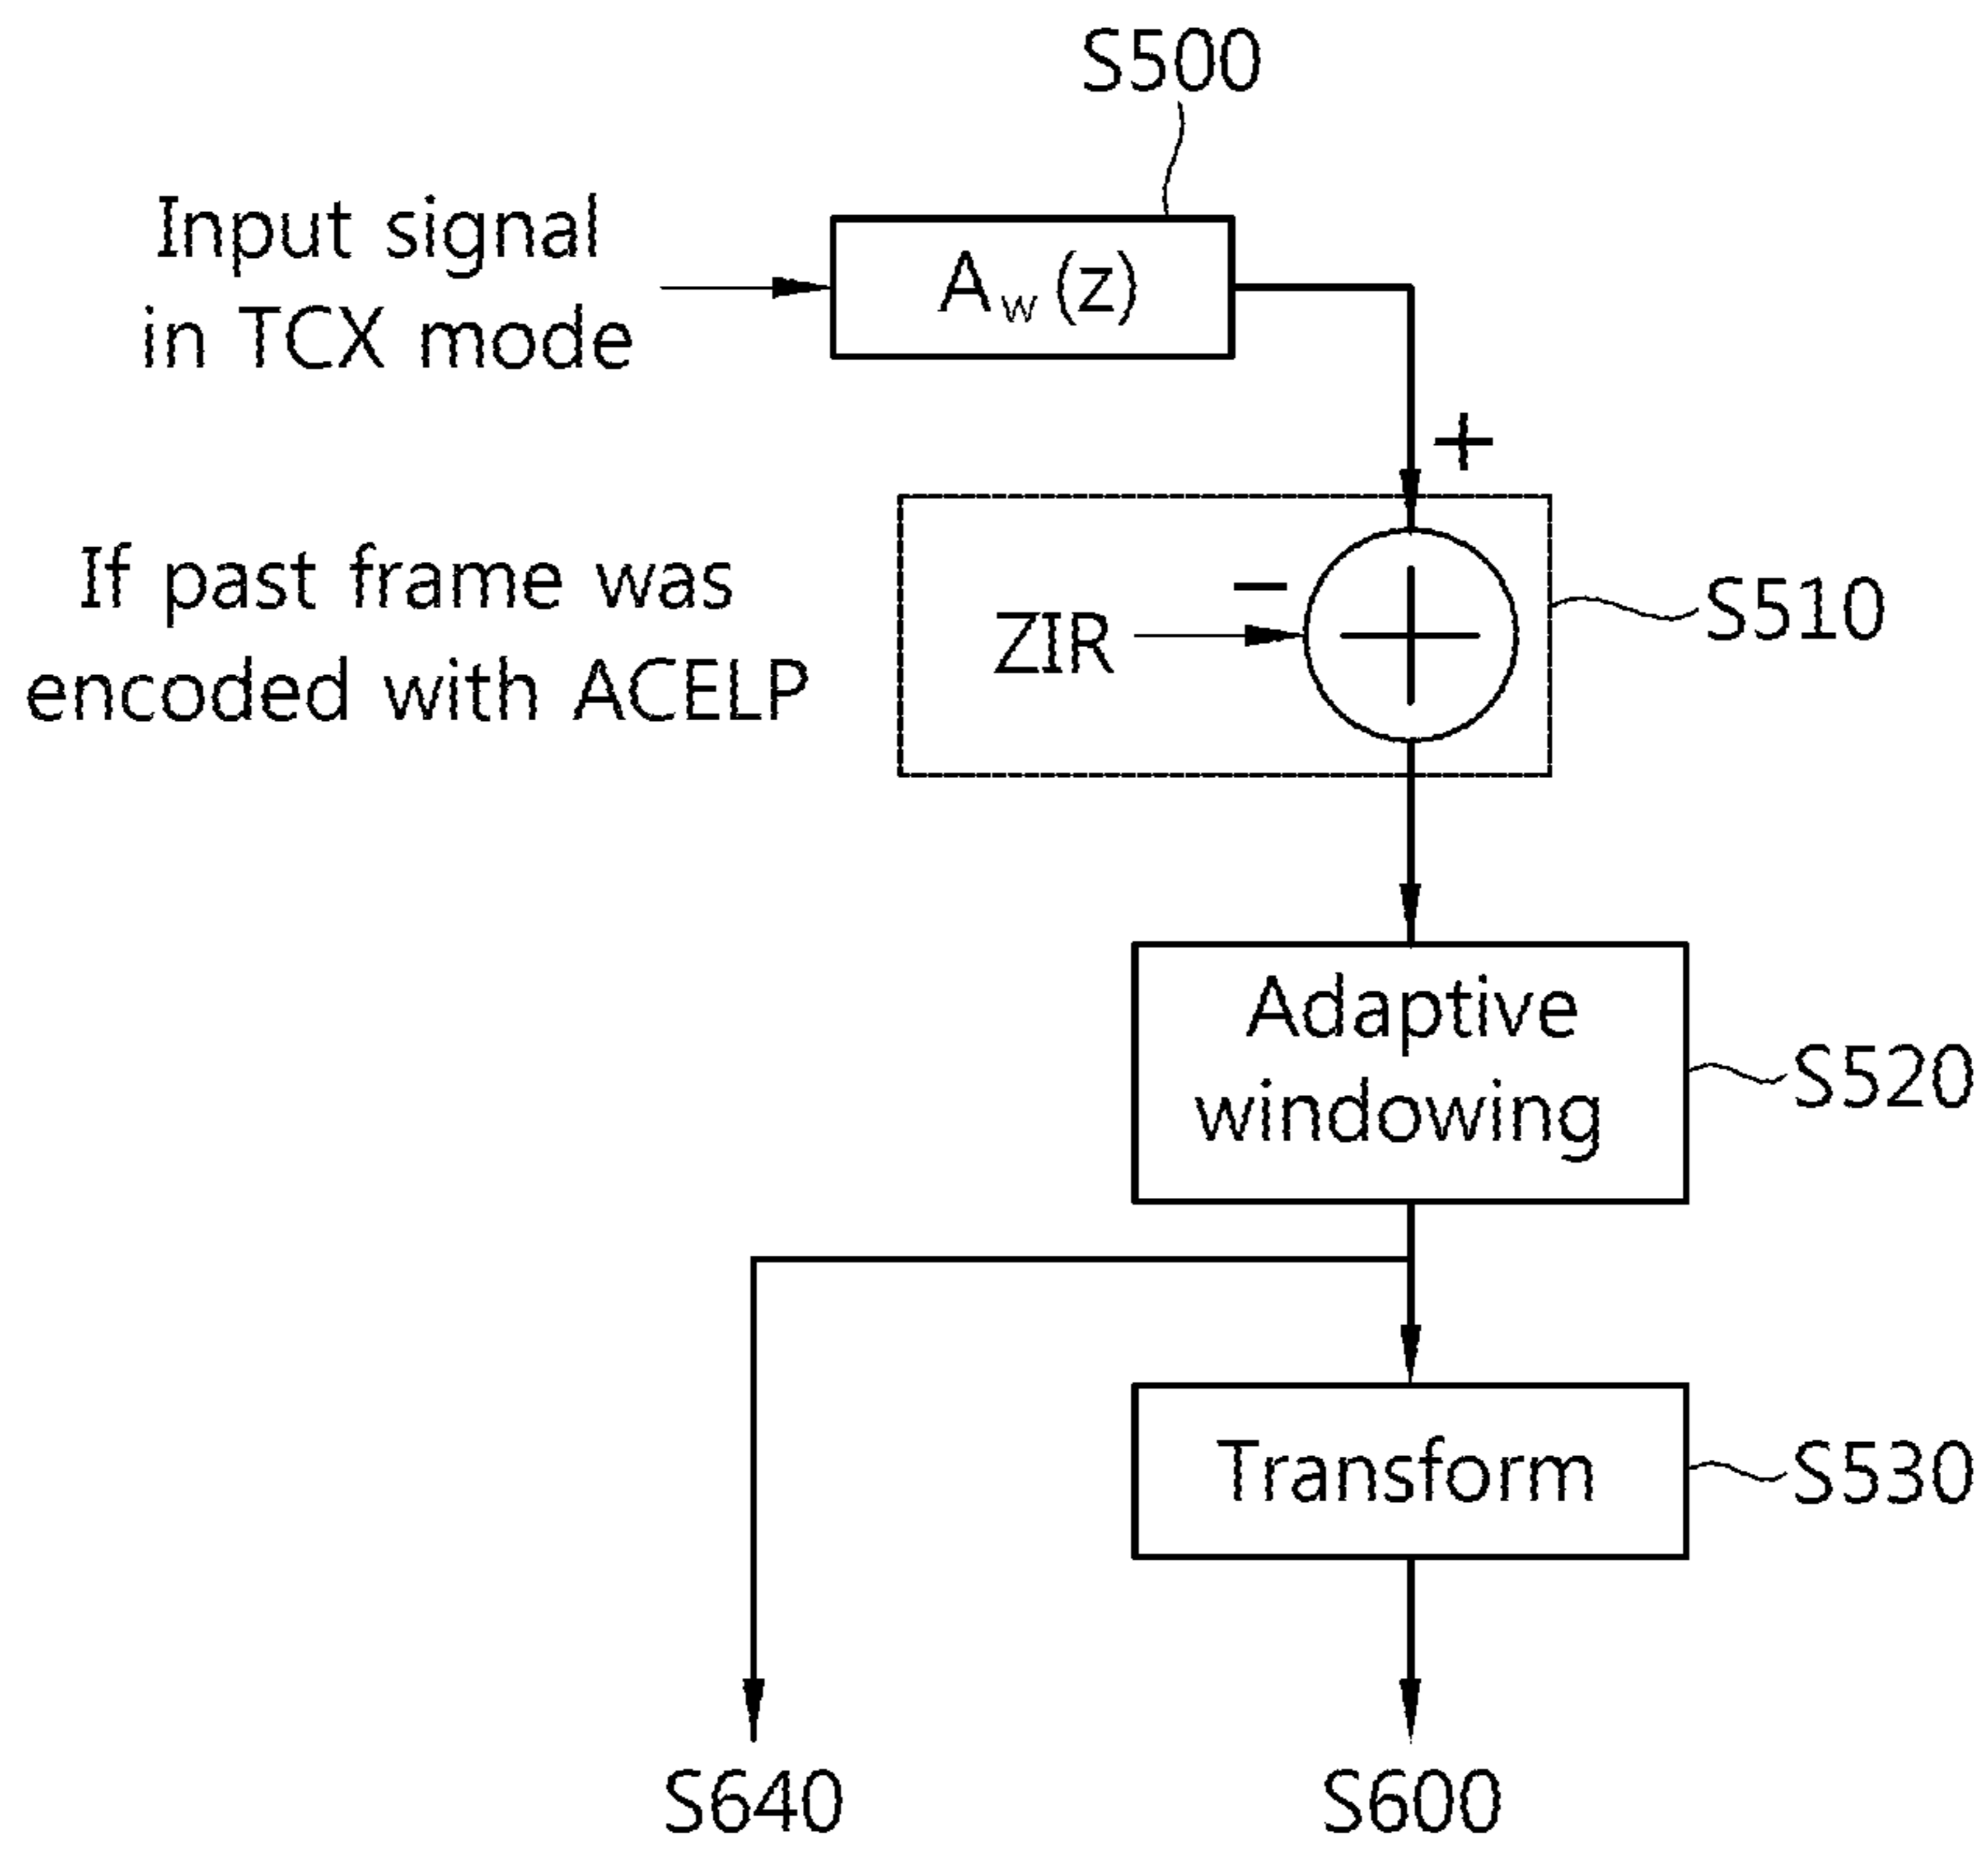 S500
Input signal
in TCX mode
Aw(z)
+
If past frame was
encoded with ACELP
−
ZIR
S510
Adaptive
windowing
S520
Transform
S530
S640
S600